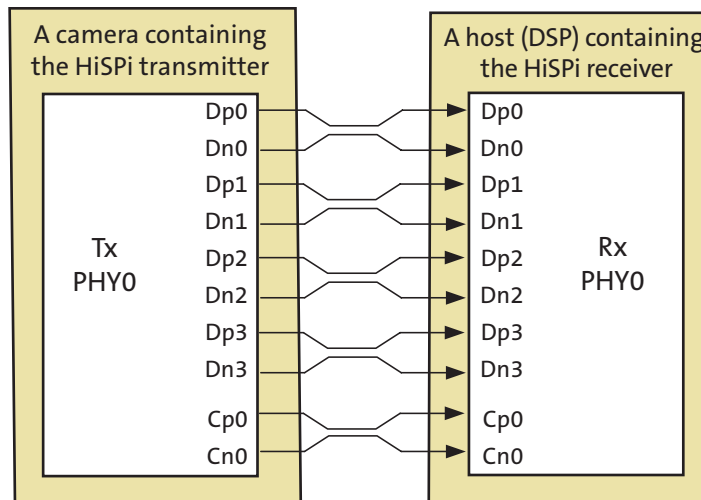 A camera containing
the HiSPi transmitter
Dp0
Dn0
Dp1
Dn1
Dp2
Dn2
Dp3
Dn3
Cp0
Cn0
Tx
PHY0
A host (DSP) containing
the HiSPi receiver
Dp0
Dn0
Dp1
Dn1
Dp2
Dn2
Dp3
Dn3
Cp0
Cn0
Rx
PHY0